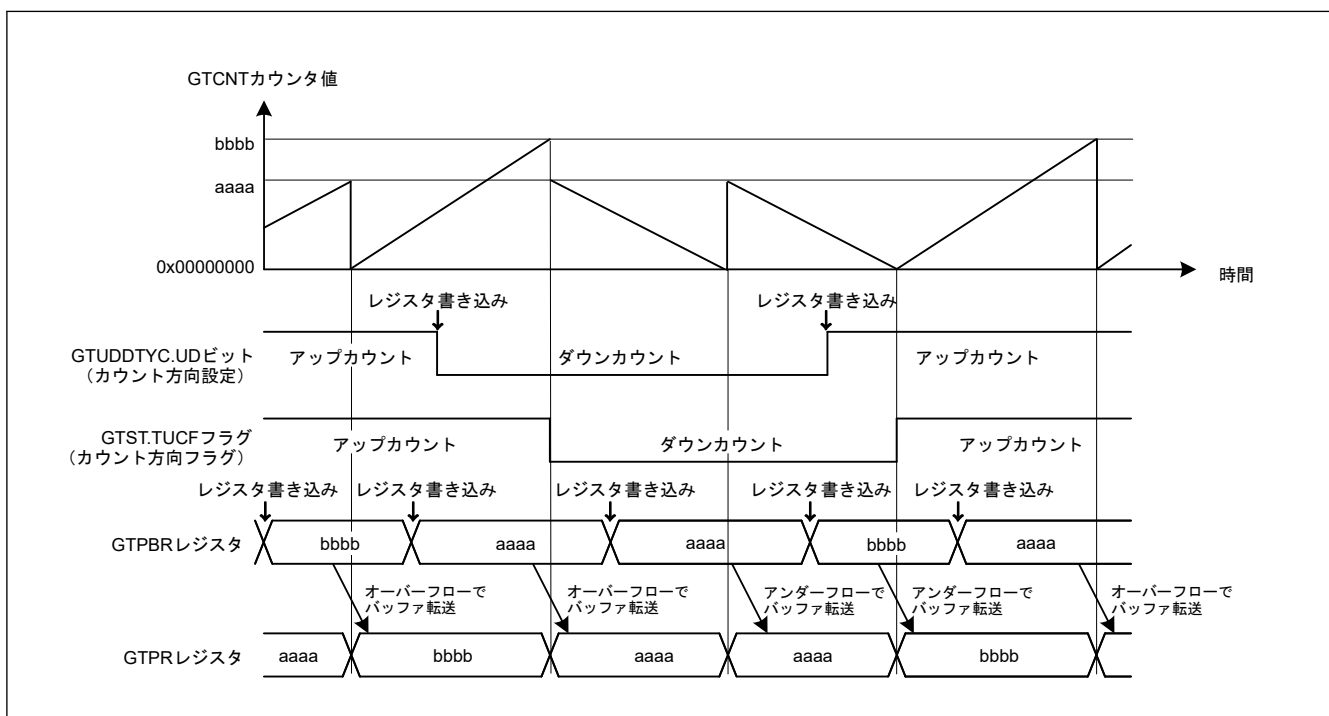 GTCNTカウンタ値
bbbb
aaaa
0x00000000
時間
レジスタ書き込み
レジスタ書き込み
GTUDDTYC.UDビット
（カウント方向設定）
アップカウント
ダウンカウント
アップカウント
GTST.TUCFフラグ
（カウント方向フラグ）
アップカウント
ダウンカウント
アップカウント
レジスタ書き込み
レジスタ書き込み
レジスタ書き込み
レジスタ書き込み
レジスタ書き込み
GTPBRレジスタ
bbbb
aaaa
aaaa
bbbb
aaaa
オーバーフローで
バッファ転送
オーバーフローで
バッファ転送
アンダーフローで
バッファ転送
アンダーフローで
バッファ転送
オーバーフローで
バッファ転送
GTPRレジスタ
aaaa
bbbb
aaaa
aaaa
bbbb